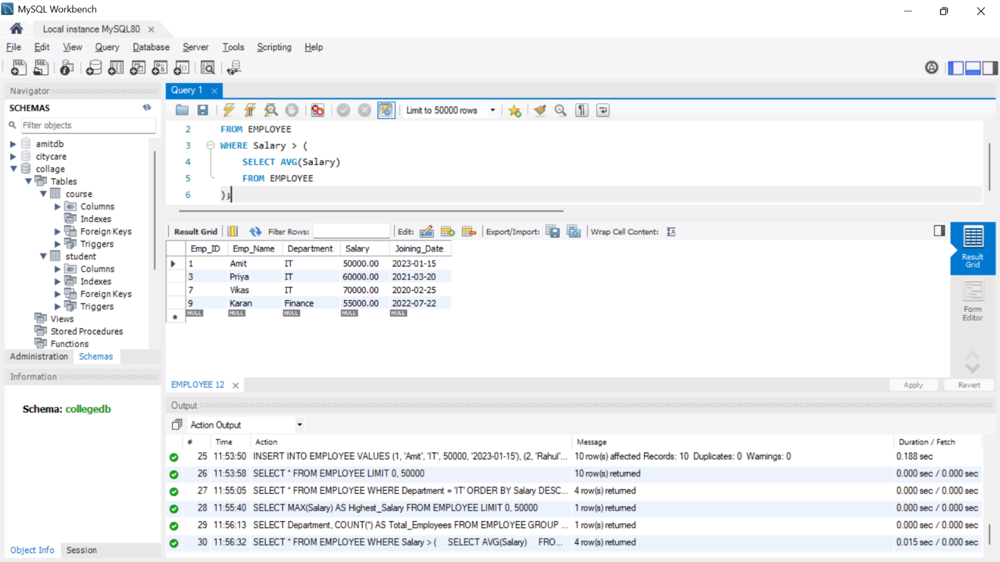 MySQL Workbench
Local instance MySQL80
File Edit View Query Database Server Tools Scripting Help
Navigator
SCHEMAS
Filter objects
amitdb
citycare
collage
Tables
course
Columns
Indexes
Foreign Keys
Triggers
student
Columns
Indexes
Foreign Keys
Triggers
Views
Stored Procedures
Functions
Administration Schemas
Information
Schema: collegedb
Object Info Session
Query 1
Limit to 50000 rows
2 FROM EMPLOYEE
3 WHERE Salary > (
4 SELECT AVG(Salary)
5 FROM EMPLOYEE
6 );
Result Grid Filter Rows: Edit: Export/Import: Wrap Cell Content:
Emp_ID Emp_Name Department Salary Joining_Date
1 Amit IT 50000.00 2023-01-15
3 Priya IT 60000.00 2021-03-20
7 Vikas IT 70000.00 2020-02-25
9 Karan Finance 55000.00 2022-07-22
NULL NULL NULL NULL NULL
Result
Grid
Form
Editor
EMPLOYEE 12
Apply Revert
Output
Action Output
# Time Action Message Duration / Fetch
25 11:53:50 INSERT INTO EMPLOYEE VALUES (1, 'Amit', 'IT', 50000, '2023-01-15'), (2, 'Rahul'... 10 row(s) affected Records: 10 Duplicates: 0 Warnings: 0 0.188 sec
26 11:53:58 SELECT * FROM EMPLOYEE LIMIT 0, 50000 10 row(s) returned 0.000 sec / 0.000 sec
27 11:55:05 SELECT * FROM EMPLOYEE WHERE Department = 'IT' ORDER BY Salary DESC... 4 row(s) returned 0.000 sec / 0.000 sec
28 11:55:40 SELECT MAX(Salary) AS Highest_Salary FROM EMPLOYEE LIMIT 0, 50000 1 row(s) returned 0.000 sec / 0.000 sec
29 11:56:13 SELECT Department, COUNT(*) AS Total_Employees FROM EMPLOYEE GROUP ... 1 row(s) returned 0.000 sec / 0.000 sec
30 11:56:32 SELECT * FROM EMPLOYEE WHERE Salary > ( SELECT AVG(Salary) FRO... 4 row(s) returned 0.015 sec / 0.000 sec